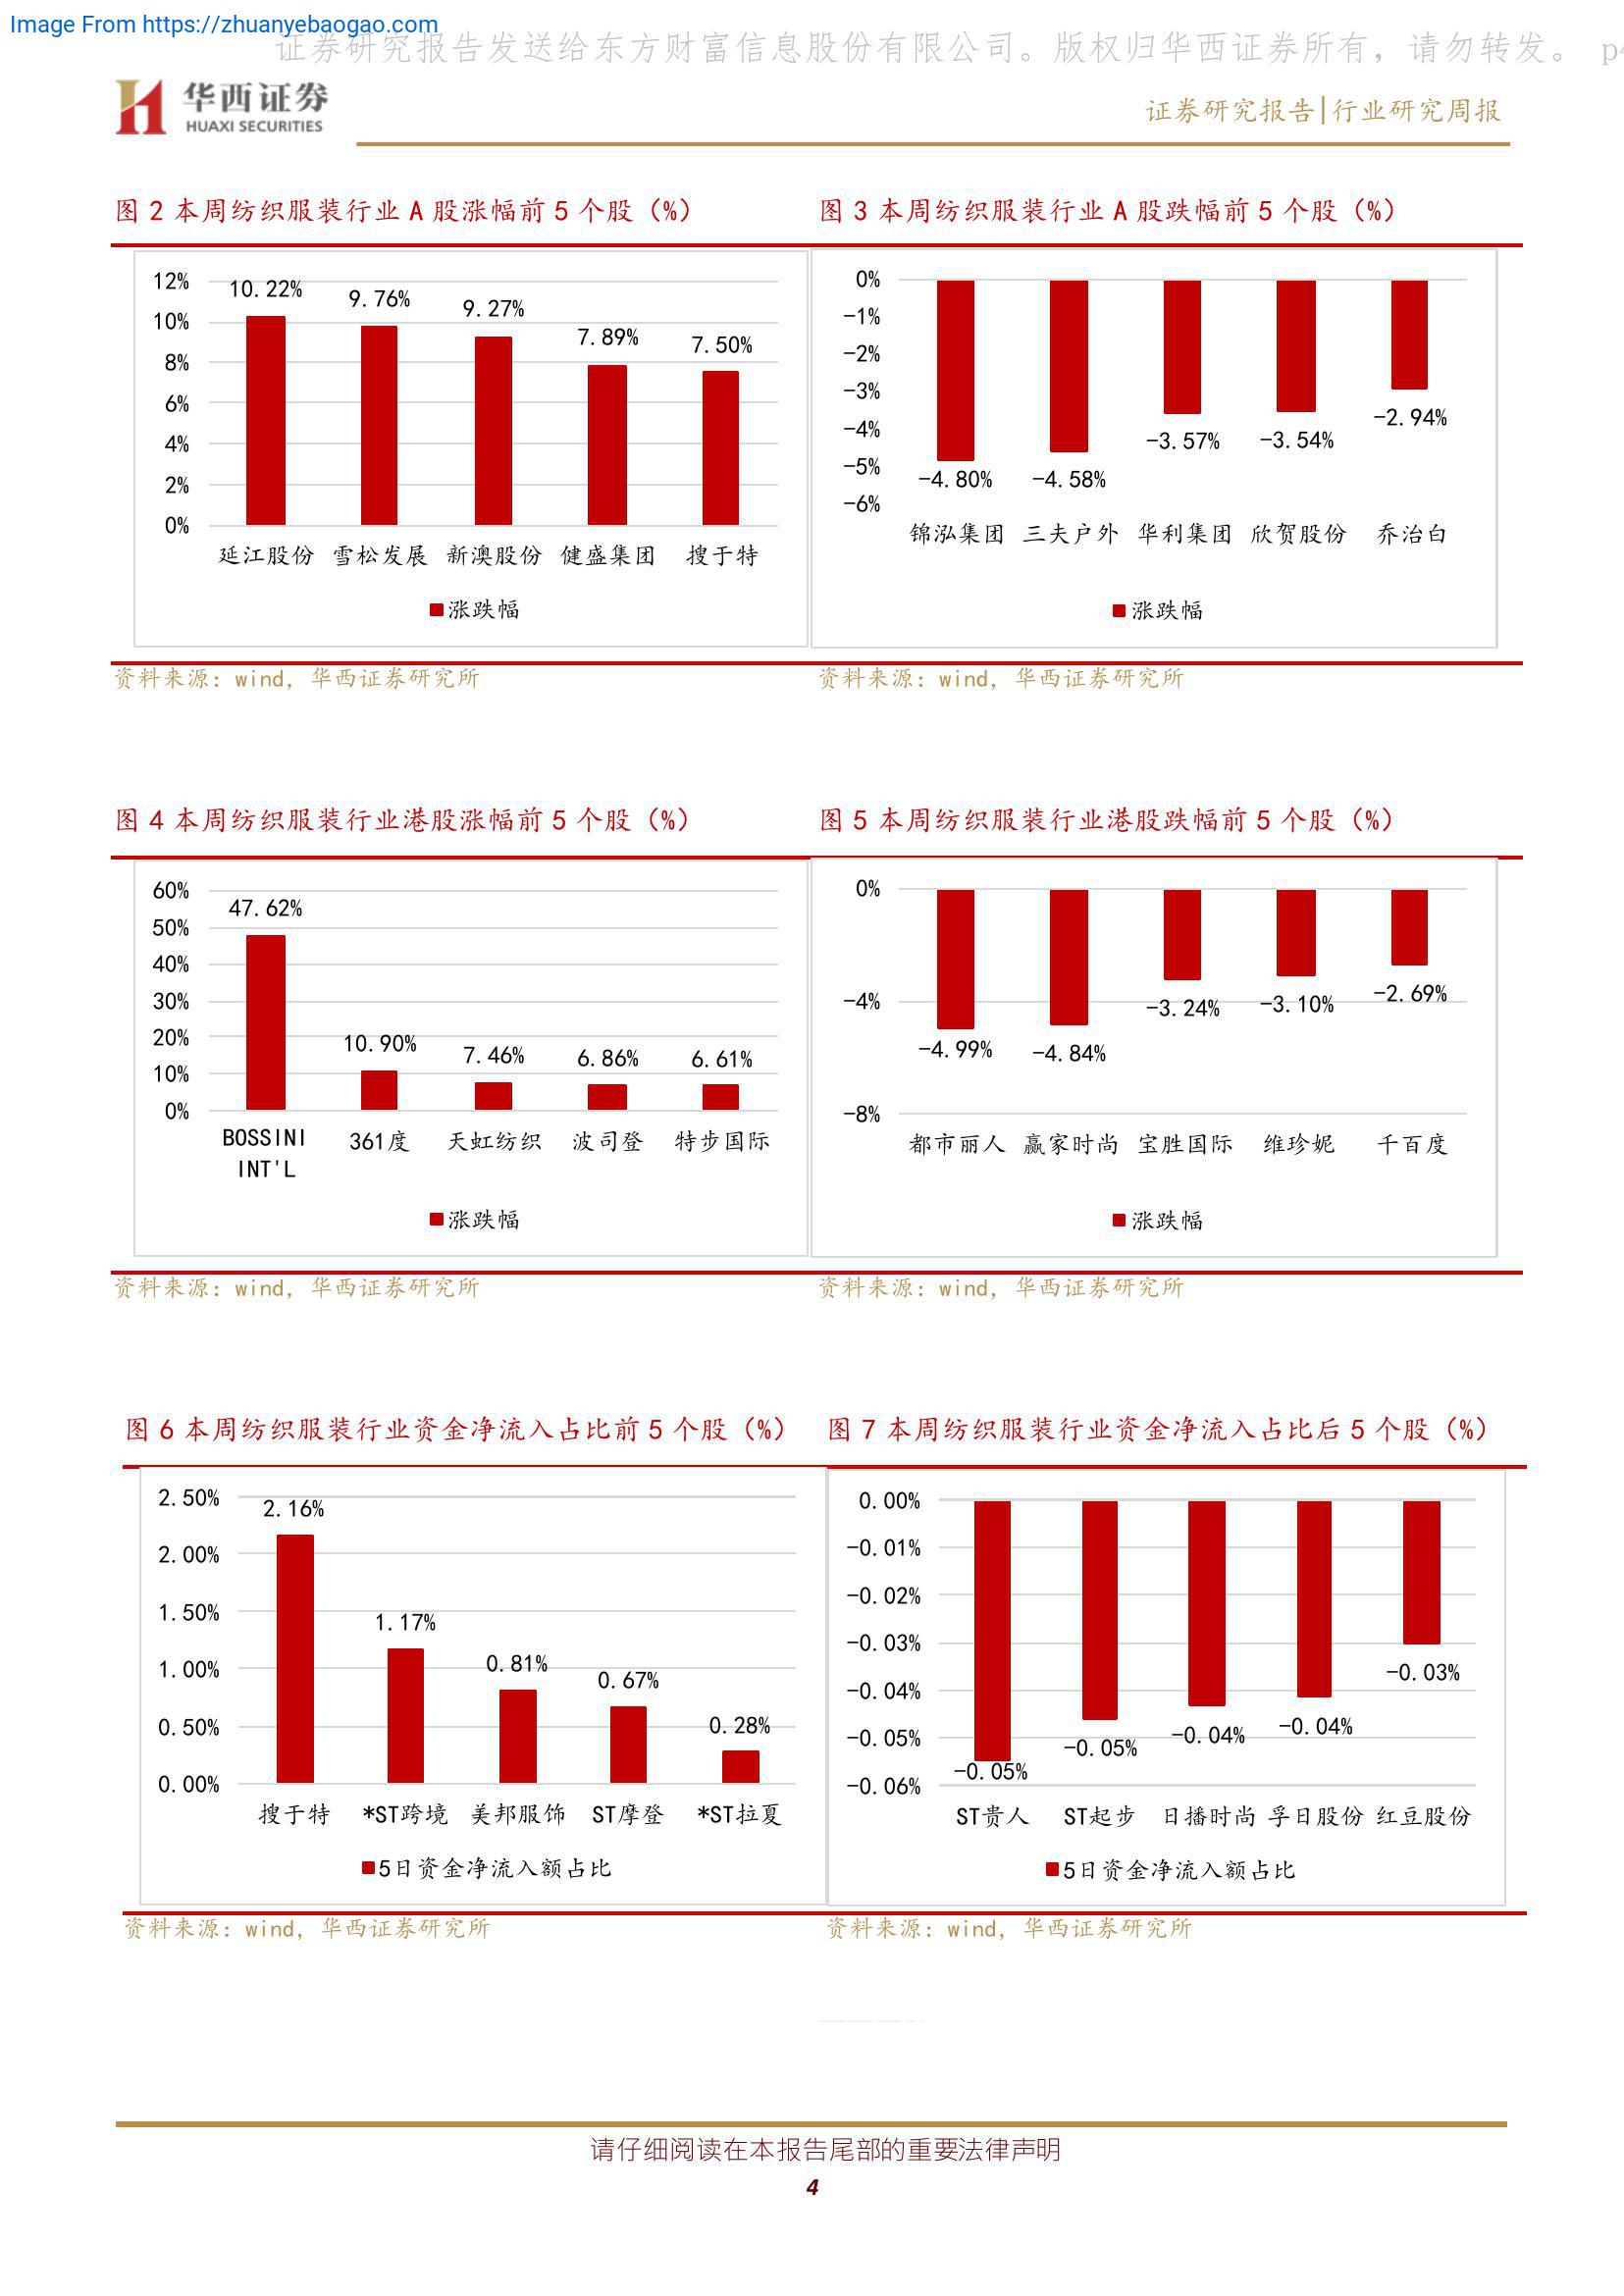 Image From https://zhuanyebaogao.com
证券研究报告发送给东方财富信息股份有限公司。版权归华西证券所有，请勿转发。 p4
华西证券
HUAXI SECURITIES
证券研究报告|行业研究周报
图 2 本周纺织服装行业 A 股涨幅前 5 个股（%）
12%
10%
8%
6%
4%
2%
0%
10.22%
9.76%
9.27%
7.89%
7.50%
延江股份 雪松发展 新澳股份 健盛集团 搜于特
涨跌幅
资料来源：wind，华西证券研究所
图 3 本周纺织服装行业 A 股跌幅前 5 个股（%）
0%
-1%
-2%
-3%
-4%
-5%
-6%
-4.80%
-4.58%
-3.57%
-3.54%
-2.94%
锦泓集团 三夫户外 华利集团 欣贺股份 乔治白
涨跌幅
资料来源：wind，华西证券研究所
图 4 本周纺织服装行业港股涨幅前 5 个股（%）
60%
50%
40%
30%
20%
10%
0%
47.62%
10.90%
7.46%
6.86%
6.61%
BOSSINI INT'L 361度 天虹纺织 波司登 特步国际
涨跌幅
资料来源：wind，华西证券研究所
图 5 本周纺织服装行业港股跌幅前 5 个股（%）
0%
-4%
-8%
-4.99%
-4.84%
-3.24%
-3.10%
-2.69%
都市丽人 赢家时尚 宝胜国际 维珍妮 千百度
涨跌幅
资料来源：wind，华西证券研究所
图 6 本周纺织服装行业资金净流入占比前 5 个股（%）
2.50%
2.00%
1.50%
1.00%
0.50%
0.00%
2.16%
1.17%
0.81%
0.67%
0.28%
搜于特 *ST跨境 美邦服饰 ST摩登 *ST拉夏
5日资金净流入额占比
资料来源：wind，华西证券研究所
图 7 本周纺织服装行业资金净流入占比后 5 个股（%）
0.00%
-0.01%
-0.02%
-0.03%
-0.04%
-0.05%
-0.06%
-0.05%
-0.05%
-0.04%
-0.04%
-0.03%
ST贵人 ST起步 日播时尚 孚日股份 红豆股份
5日资金净流入额占比
资料来源：wind，华西证券研究所
请仔细阅读在本报告尾部的重要法律声明
4